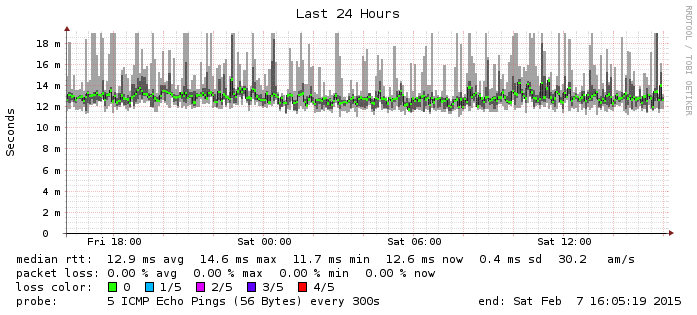 Last 24 Hours
RRDTOOL / TOBI OETIKER
Seconds
18 m
16 m
14 m
12 m
10 m
8 m
6 m
4 m
2 m
0
Fri 18:00 Sat 00:00 Sat 06:00 Sat 12:00
median rtt: 12.9 ms avg 14.6 ms max 11.7 ms min 12.6 ms now 0.4 ms sd 30.2 am/s
packet loss: 0.00 % avg 0.00 % max 0.00 % min 0.00 % now
loss color: 0 1/5 2/5 3/5 4/5
probe: 5 ICMP Echo Pings (56 Bytes) every 300s end: Sat Feb 7 16:05:19 2015